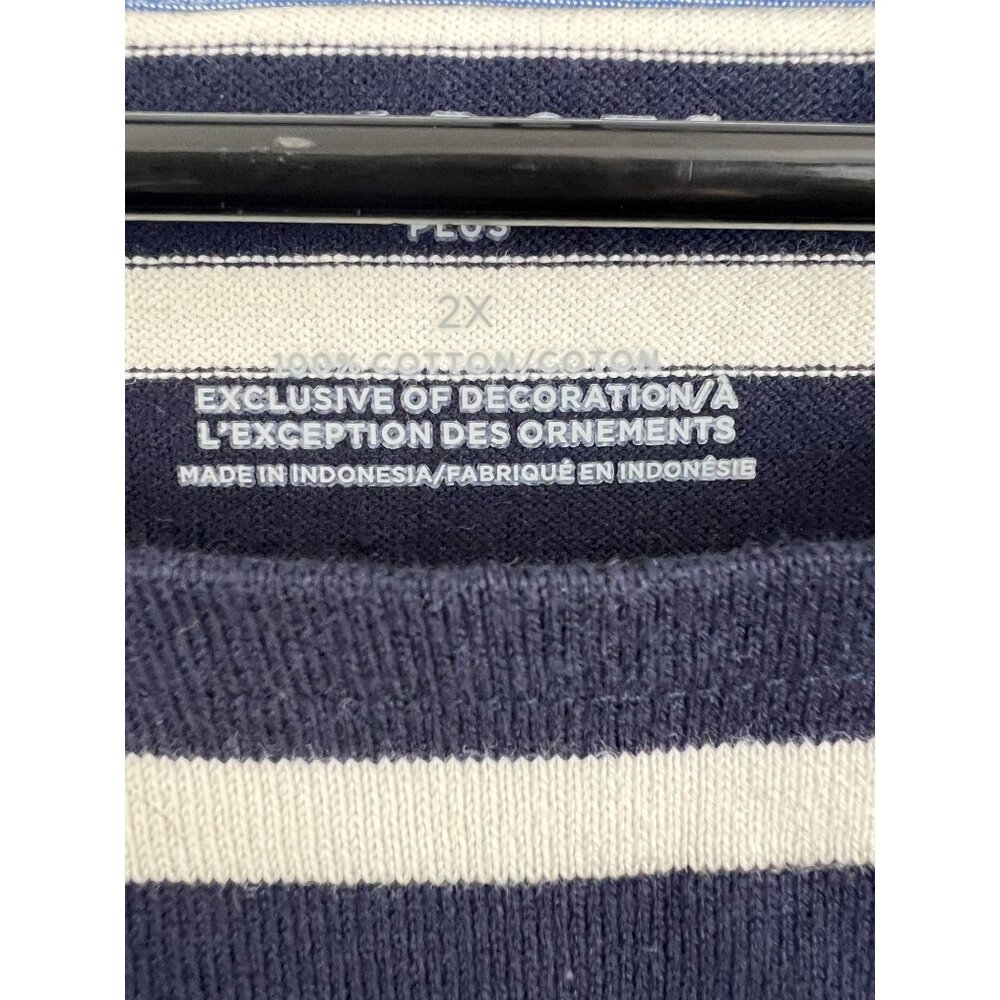 PLUS
2X
100% COTTON/COTON
EXCLUSIVE OF DECORATION/À
L'EXCEPTION DES ORNEMENTS
MADE IN INDONESIA/FABRIQUÉ EN INDONÉSIE